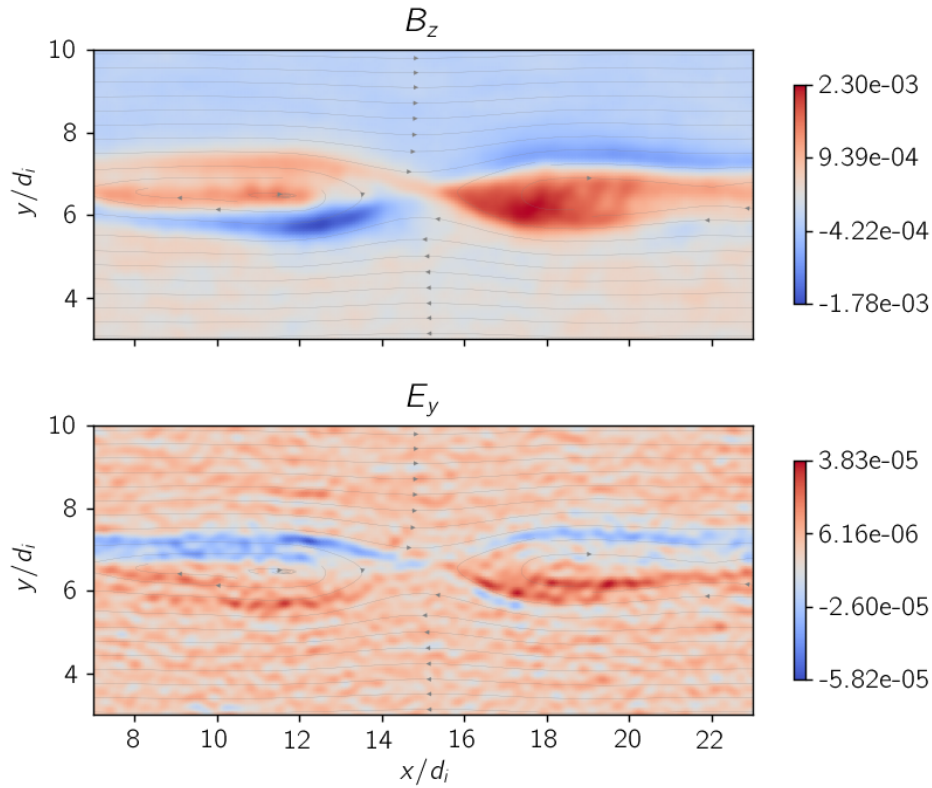 B_z
10
8
6
4
y/d_i
2.30e-03
9.39e-04
-4.22e-04
-1.78e-03
E_y
10
8
6
4
y/d_i
8 10 12 14 16 18 20 22
x/d_i
3.83e-05
6.16e-06
-2.60e-05
-5.82e-05